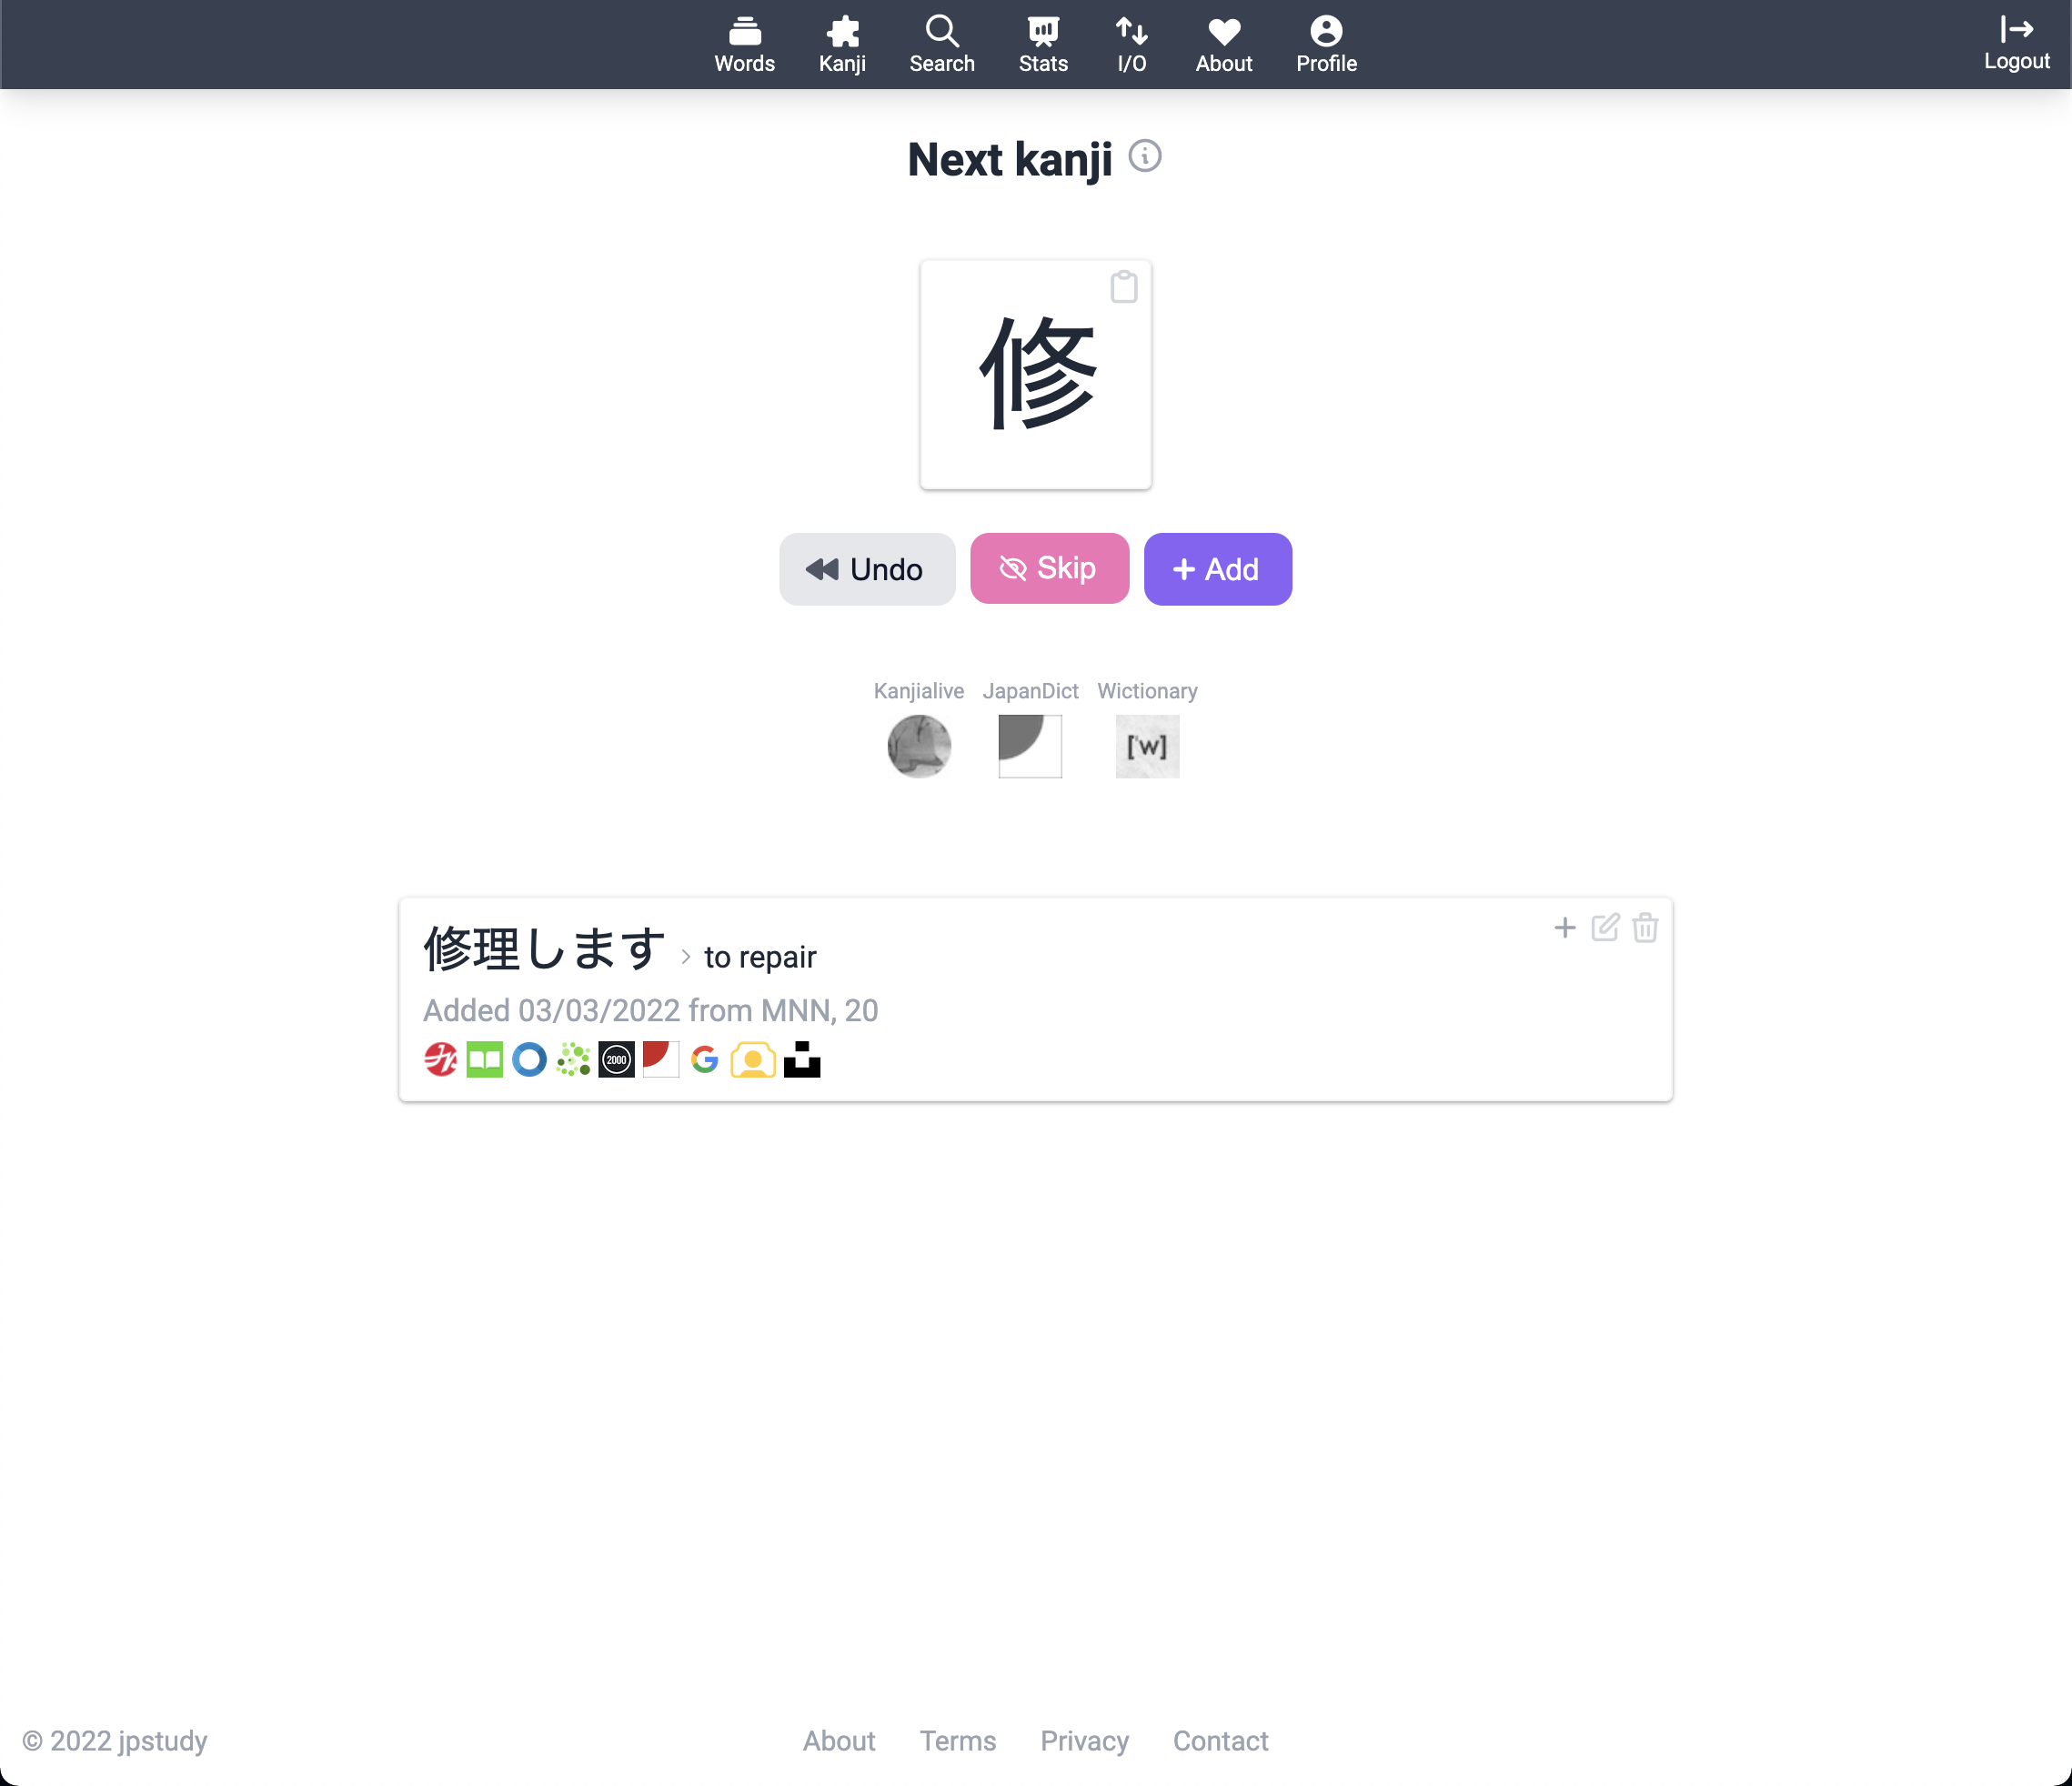 Words Kanji Search Stats I/O About Profile Logout
Next kanji
修
Undo Skip Add
Kanjialive JapanDict Wictionary
['w]
修理します > to repair
Added 03/03/2022 from MNN, 20
2000
© 2022 jpstudy About Terms Privacy Contact